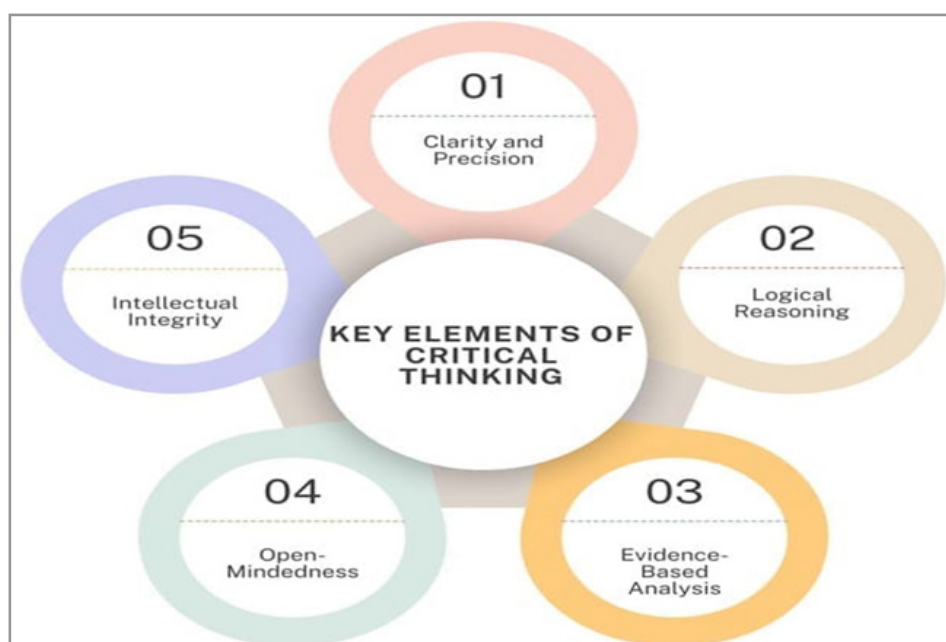 01
Clarity and
Precision
02
Logical
Reasoning
03
Evidence-
Based
Analysis
04
Open-
Mindedness
05
Intellectual
Integrity
KEY ELEMENTS OF
CRITICAL
THINKING